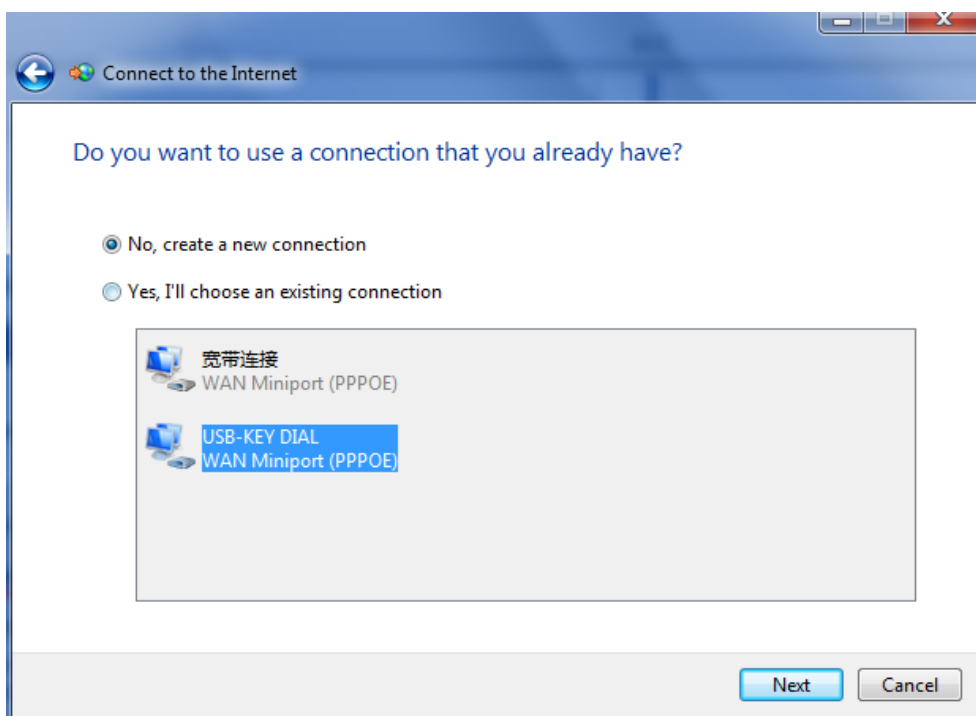 Connect to the Internet
Do you want to use a connection that you already have?
No, create a new connection
Yes, I'll choose an existing connection
宽带连接
WAN Miniport (PPPOE)
USB-KEY DIAL
WAN Miniport (PPPOE)
Next
Cancel